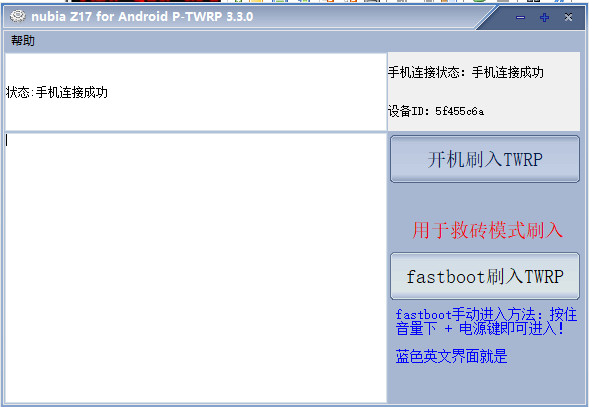 nubia Z17 for Android P-TWRP 3.3.0
帮助
状态:手机连接成功
手机连接状态: 手机连接成功
设备ID: 5f455c6a
开机刷入TWRP
用于救砖模式刷入
fastboot刷入TWRP
fastboot手动进入方法: 按住
音量下 + 电源键即可进入!
蓝色英文界面就是